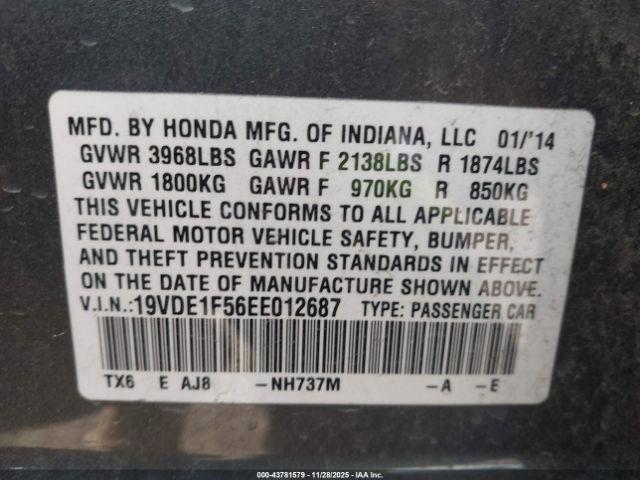 MFD. BY HONDA MFG. OF INDIANA, LLC 01/'14
GVWR 3968LBS GAWR F 2138LBS R 1874LBS
GVWR 1800KG GAWR F 970KG R 850KG
THIS VEHICLE CONFORMS TO ALL APPLICABLE
FEDERAL MOTOR VEHICLE SAFETY, BUMPER,
AND THEFT PREVENTION STANDARDS IN EFFECT
ON THE DATE OF MANUFACTURE SHOWN ABOVE.
V.I.N.:19VDE1F56EE012687 TYPE: PASSENGER CAR
TX6 E AJ8 -NH737M -A -E
Stock No: 43781579 | 11/28/2025 - IAA, Inc.